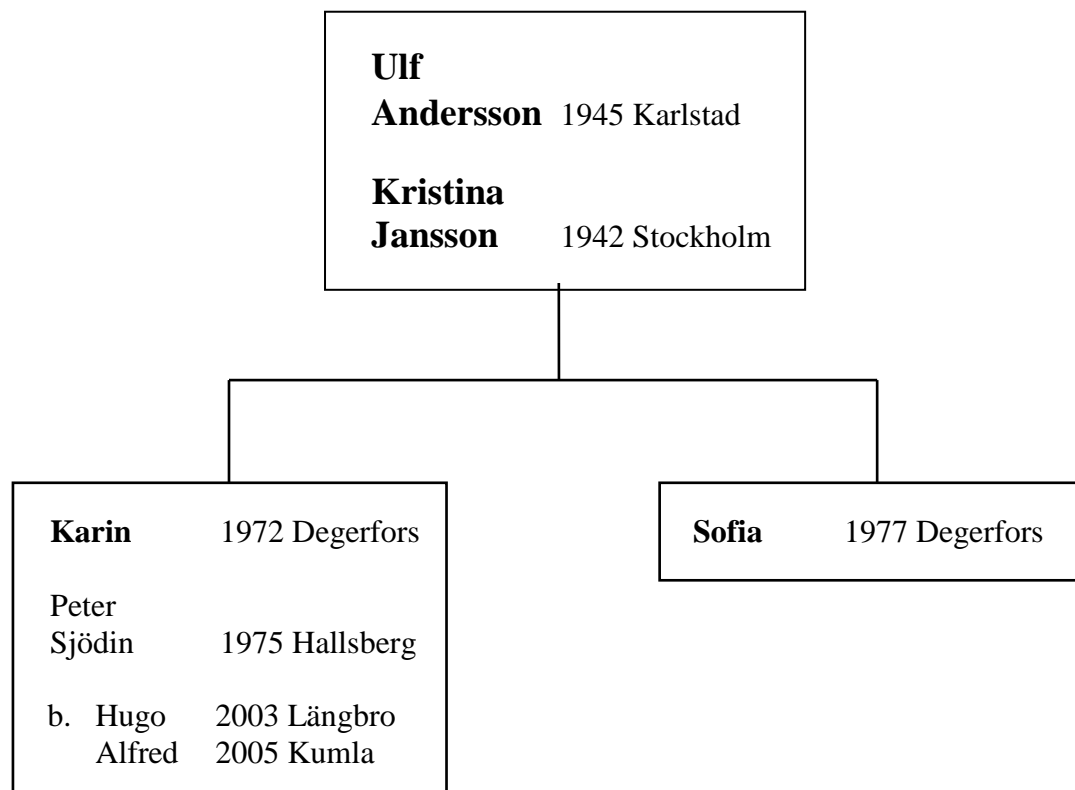 Ulf
Andersson 1945 Karlstad
Kristina
Jansson 1942 Stockholm
Karin 1972 Degerfors
Peter
Sjödin 1975 Hallsberg
b. Hugo 2003 Längbro
Alfred 2005 Kumla
Sofia 1977 Degerfors